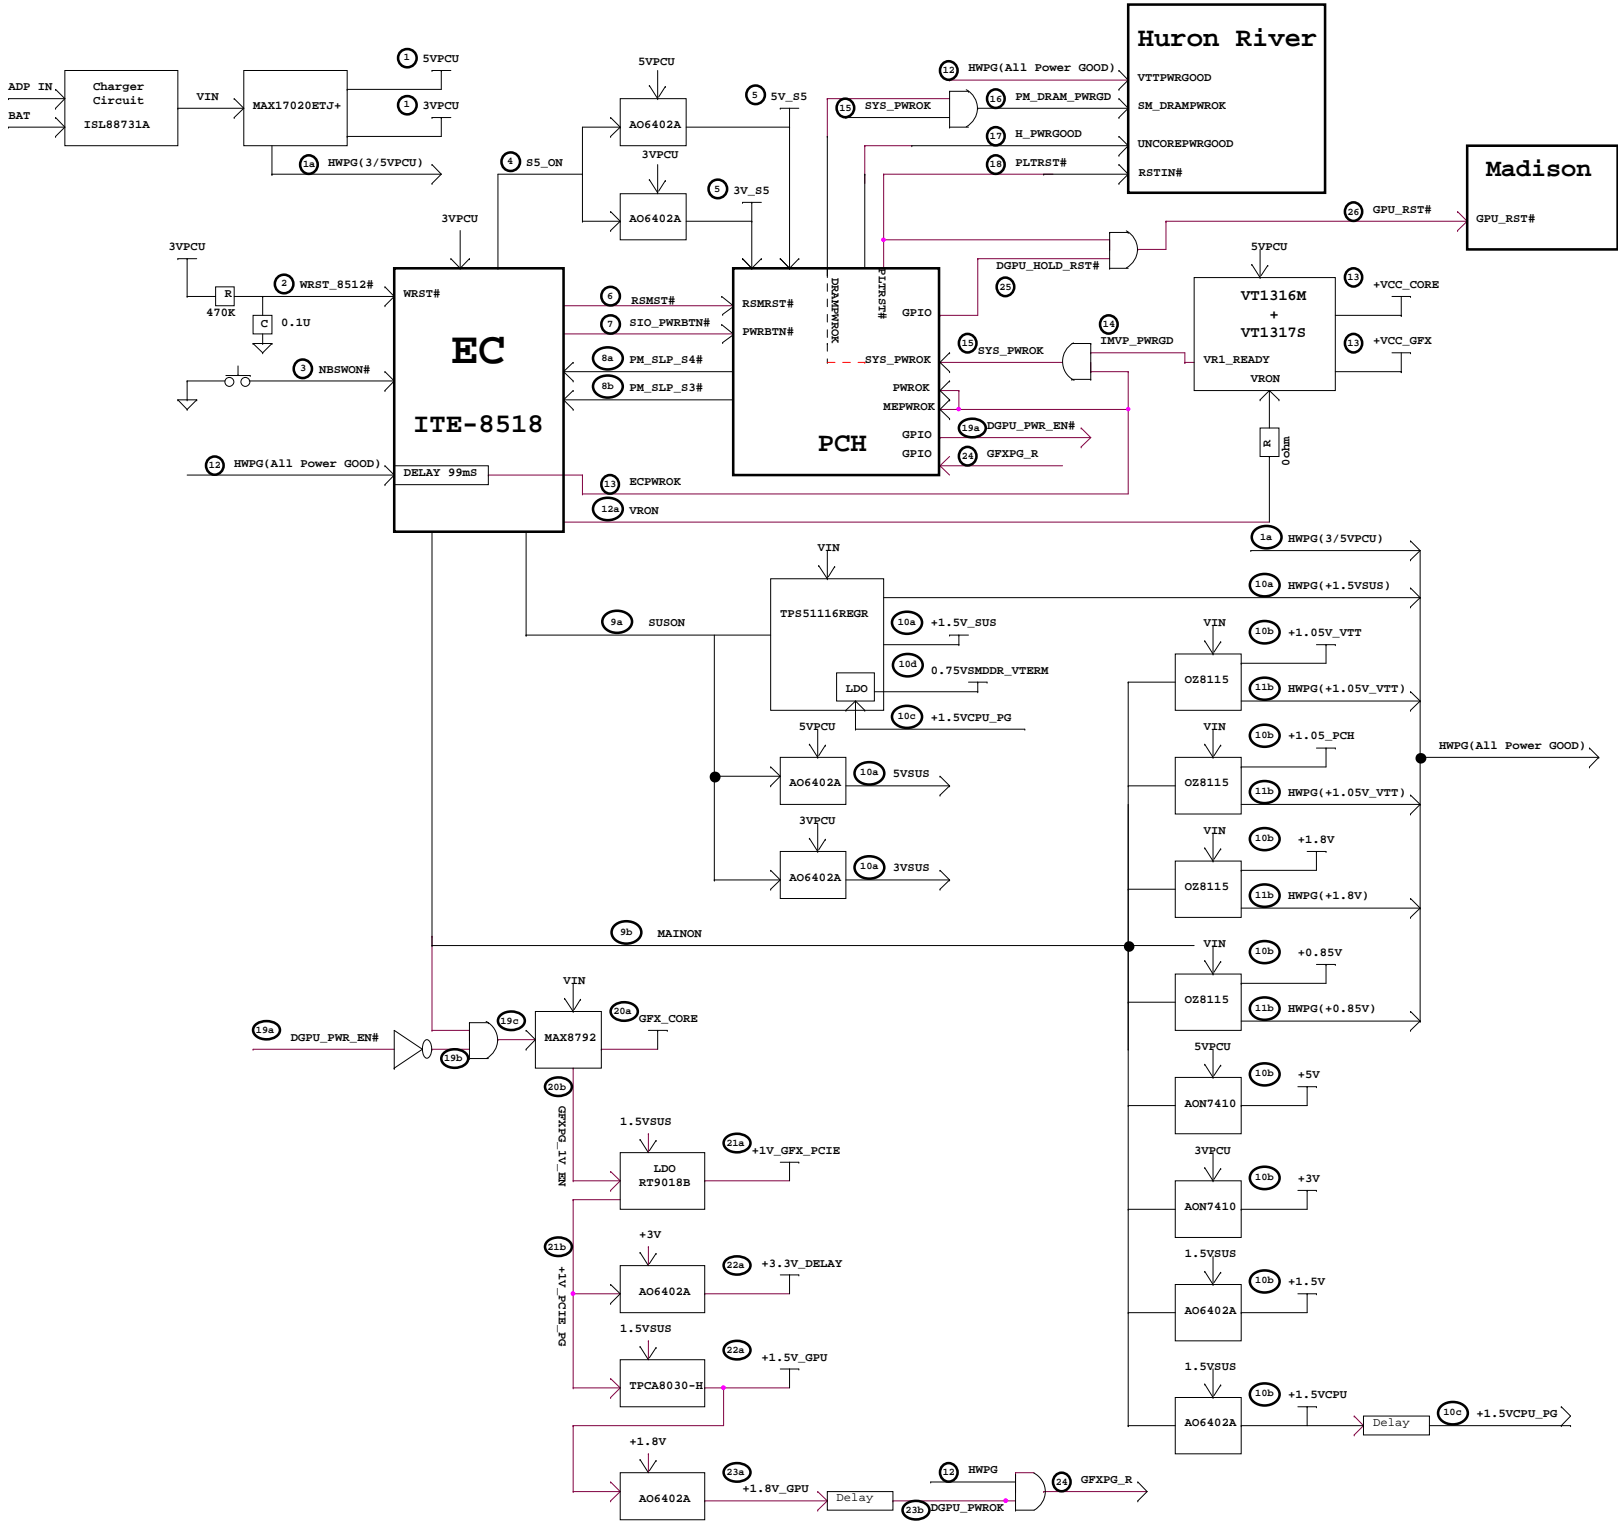 Huron River
12 HWPG(All Power GOOD)
VTTPWRGOOD
15 SYS_PWROK
16 PM_DRAM_PWRGD
SM_DRAMPWROK
17 H_PWRGOOD
UNCOREPWRGOOD
18 PLTRST#
RSTIN#
Madison
26 GPU_RST#
GPU_RST#
ADP IN
BAT
Charger
Circuit
ISL88731A
VIN
MAX17020ETJ+
1 5VPCU
1 3VPCU
1a HWPG(3/5VPCU)
4 S5_ON
5VPCU
AO6402A
3VPCU
AO6402A
5 5V_S5
5 3V_S5
3VPCU
3VPCU
R
470K
C 0.1U
2 WRST_8512#
WRST#
3 NBSWON#
EC
ITE-8518
12 HWPG(All Power GOOD)
DELAY 99mS
6 RSMST#
7 SIO_PWRBTN#
8a PM_SLP_S4#
8b PM_SLP_S3#
13 ECPWROK
12a VRON
RSMRST#
PWRBTN#
DRAMPWROK
PLTRST#
GPIO
SYS_PWROK
PWROK
MEPWROK
GPIO
GPIO
PCH
DGPU_HOLD_RST#
25
15 SYS_PWROK
14
IMVP_PWRGD
19a DGPU_PWR_EN#
24 GFXPG_R
5VPCU
VT1316M
+
VT1317S
VR1_READY
VRON
13 +VCC_CORE
13 +VCC_GFX
R
0ohm
9a SUSON
VIN
TPS51116REGR
LDO
10a +1.5V_SUS
10d 0.75VSMDDR_VTERM
10c +1.5VCPU_PG
5VPCU
AO6402A
10a 5VSUS
3VPCU
AO6402A
10a 3VSUS
1a HWPG(3/5VPCU)
10a HWPG(+1.5VSUS)
VIN
OZ8115
10b +1.05V_VTT
11b HWPG(+1.05V_VTT)
VIN
OZ8115
10b +1.05_PCH
11b HWPG(+1.05V_VTT)
HWPG(All Power GOOD)
VIN
OZ8115
10b +1.8V
11b HWPG(+1.8V)
9b MAINON
VIN
OZ8115
10b +0.85V
11b HWPG(+0.85V)
5VPCU
AON7410
10b +5V
3VPCU
AON7410
10b +3V
1.5VSUS
AO6402A
10b +1.5V
1.5VSUS
AO6402A
10b +1.5VCPU
Delay
10c +1.5VCPU_PG
19a DGPU_PWR_EN#
19b
19c
VIN
MAX8792
20a GFX_CORE
20b
GFXPG_1V_EN
1.5VSUS
LDO
RT9018B
21a +1V_GFX_PCIE
21b
+1V_PCIE_PG
+3V
AO6402A
22a +3.3V_DELAY
1.5VSUS
TPCA8030-H
22a +1.5V_GPU
+1.8V
AO6402A
23a +1.8V_GPU
Delay
12 HWPG
23b DGPU_PWROK
24 GFXPG_R